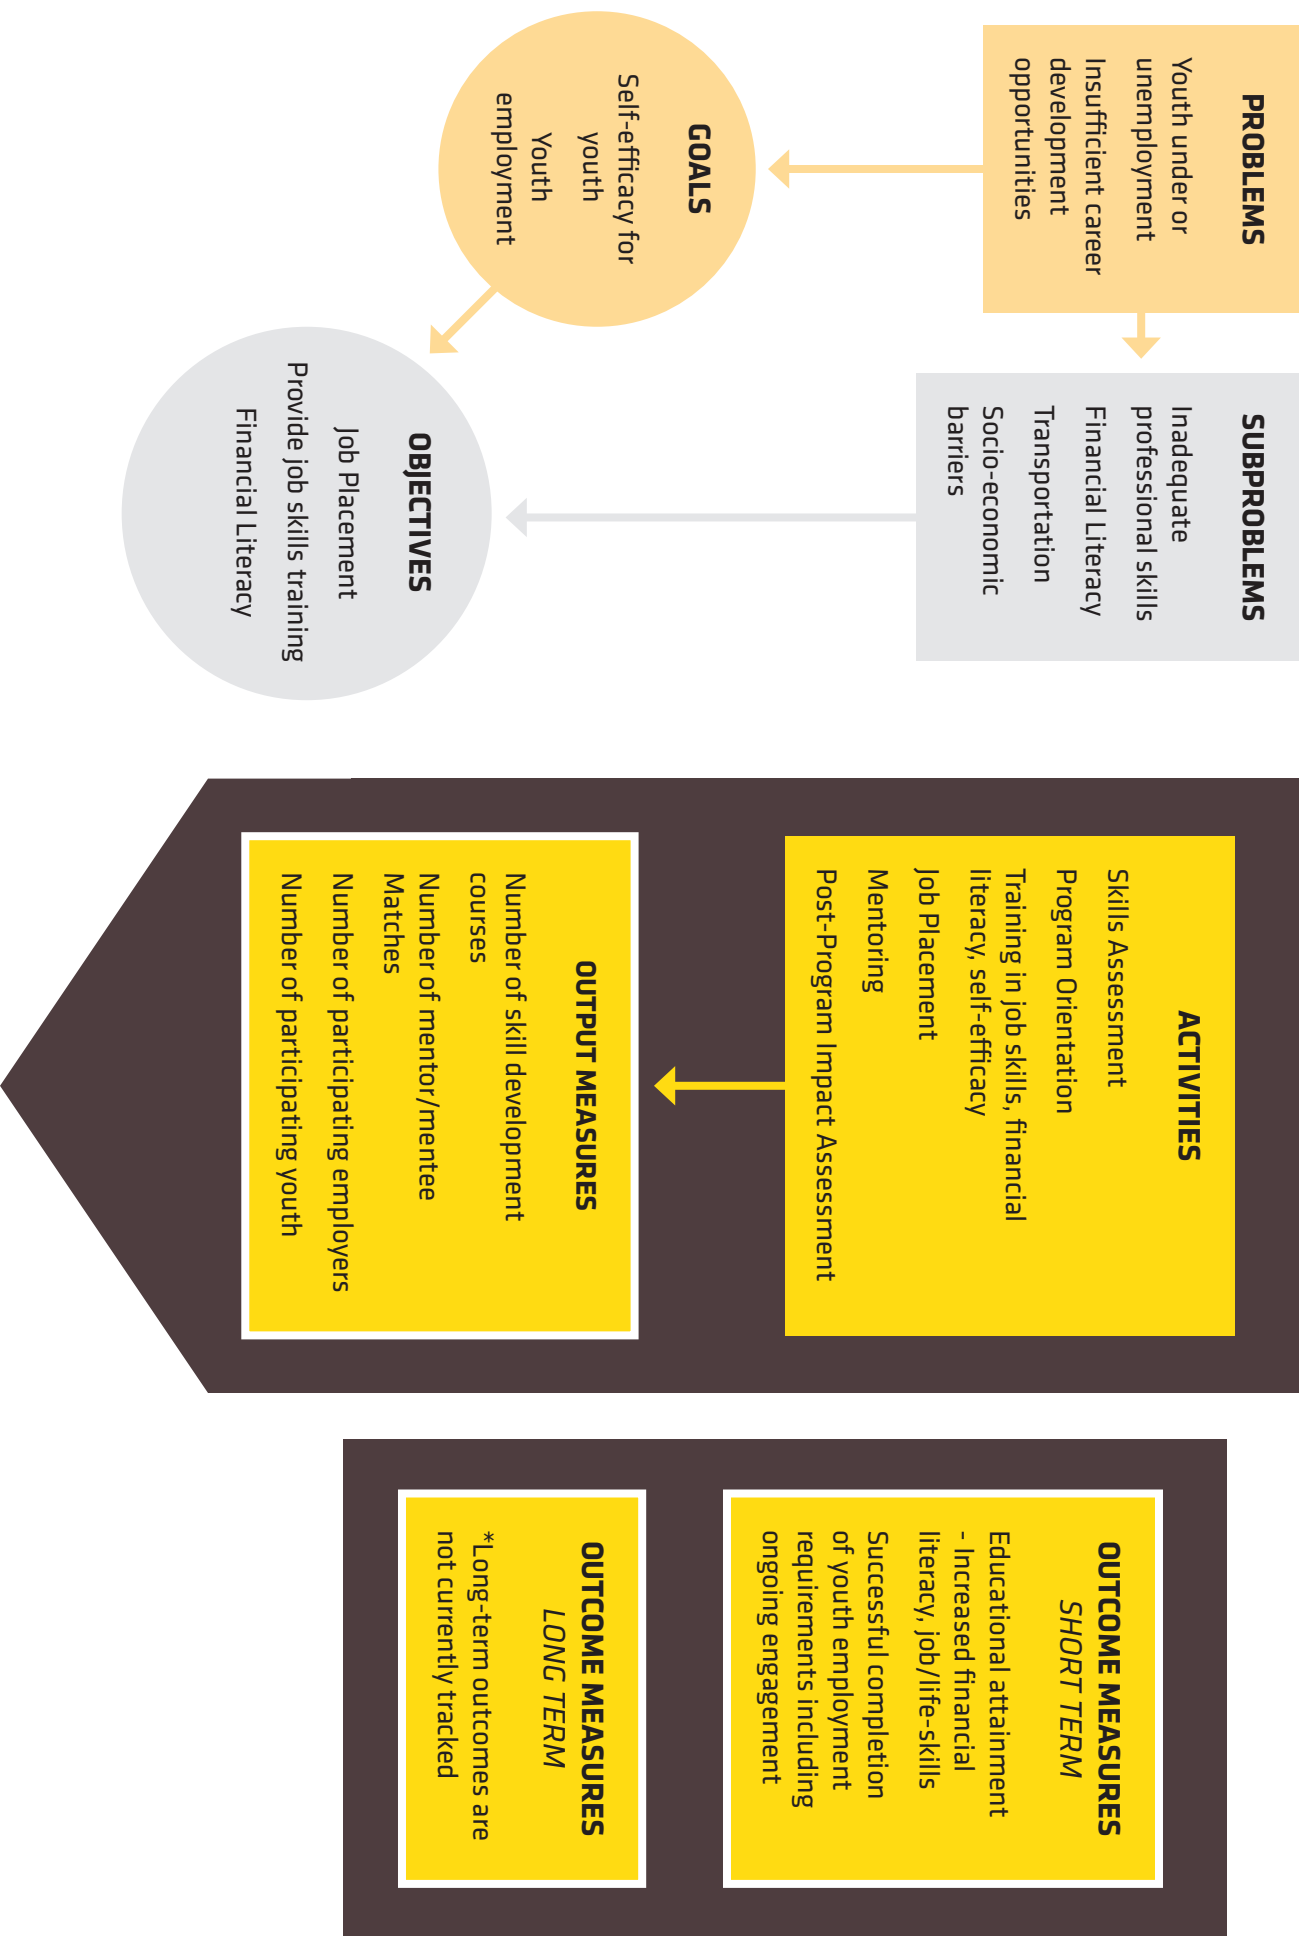 PROBLEMS
Youth under or
unemployment
Insufficient career
development
opportunities
SUBPROBLEMS
Inadequate
professional skills
Financial Literacy
Transportation
Socio-economic
barriers
GOALS
Self-efficacy for
youth
Youth
employment
OBJECTIVES
Job Placement
Provide job skills training
Financial Literacy
ACTIVITIES
Skills Assessment
Program Orientation
Training in job skills, financial
literacy, self-efficacy
Job Placement
Mentoring
Post-Program Impact Assessment
OUTPUT MEASURES
Number of skill development
courses
Number of mentor/mentee
Matches
Number of participating employers
Number of participating youth
OUTCOME MEASURES
SHORT TERM
Educational attainment
- Increased financial
literacy, job/life-skills
Successful completion
of youth employment
requirements including
ongoing engagement
OUTCOME MEASURES
LONG TERM
*Long-term outcomes are
not currently tracked